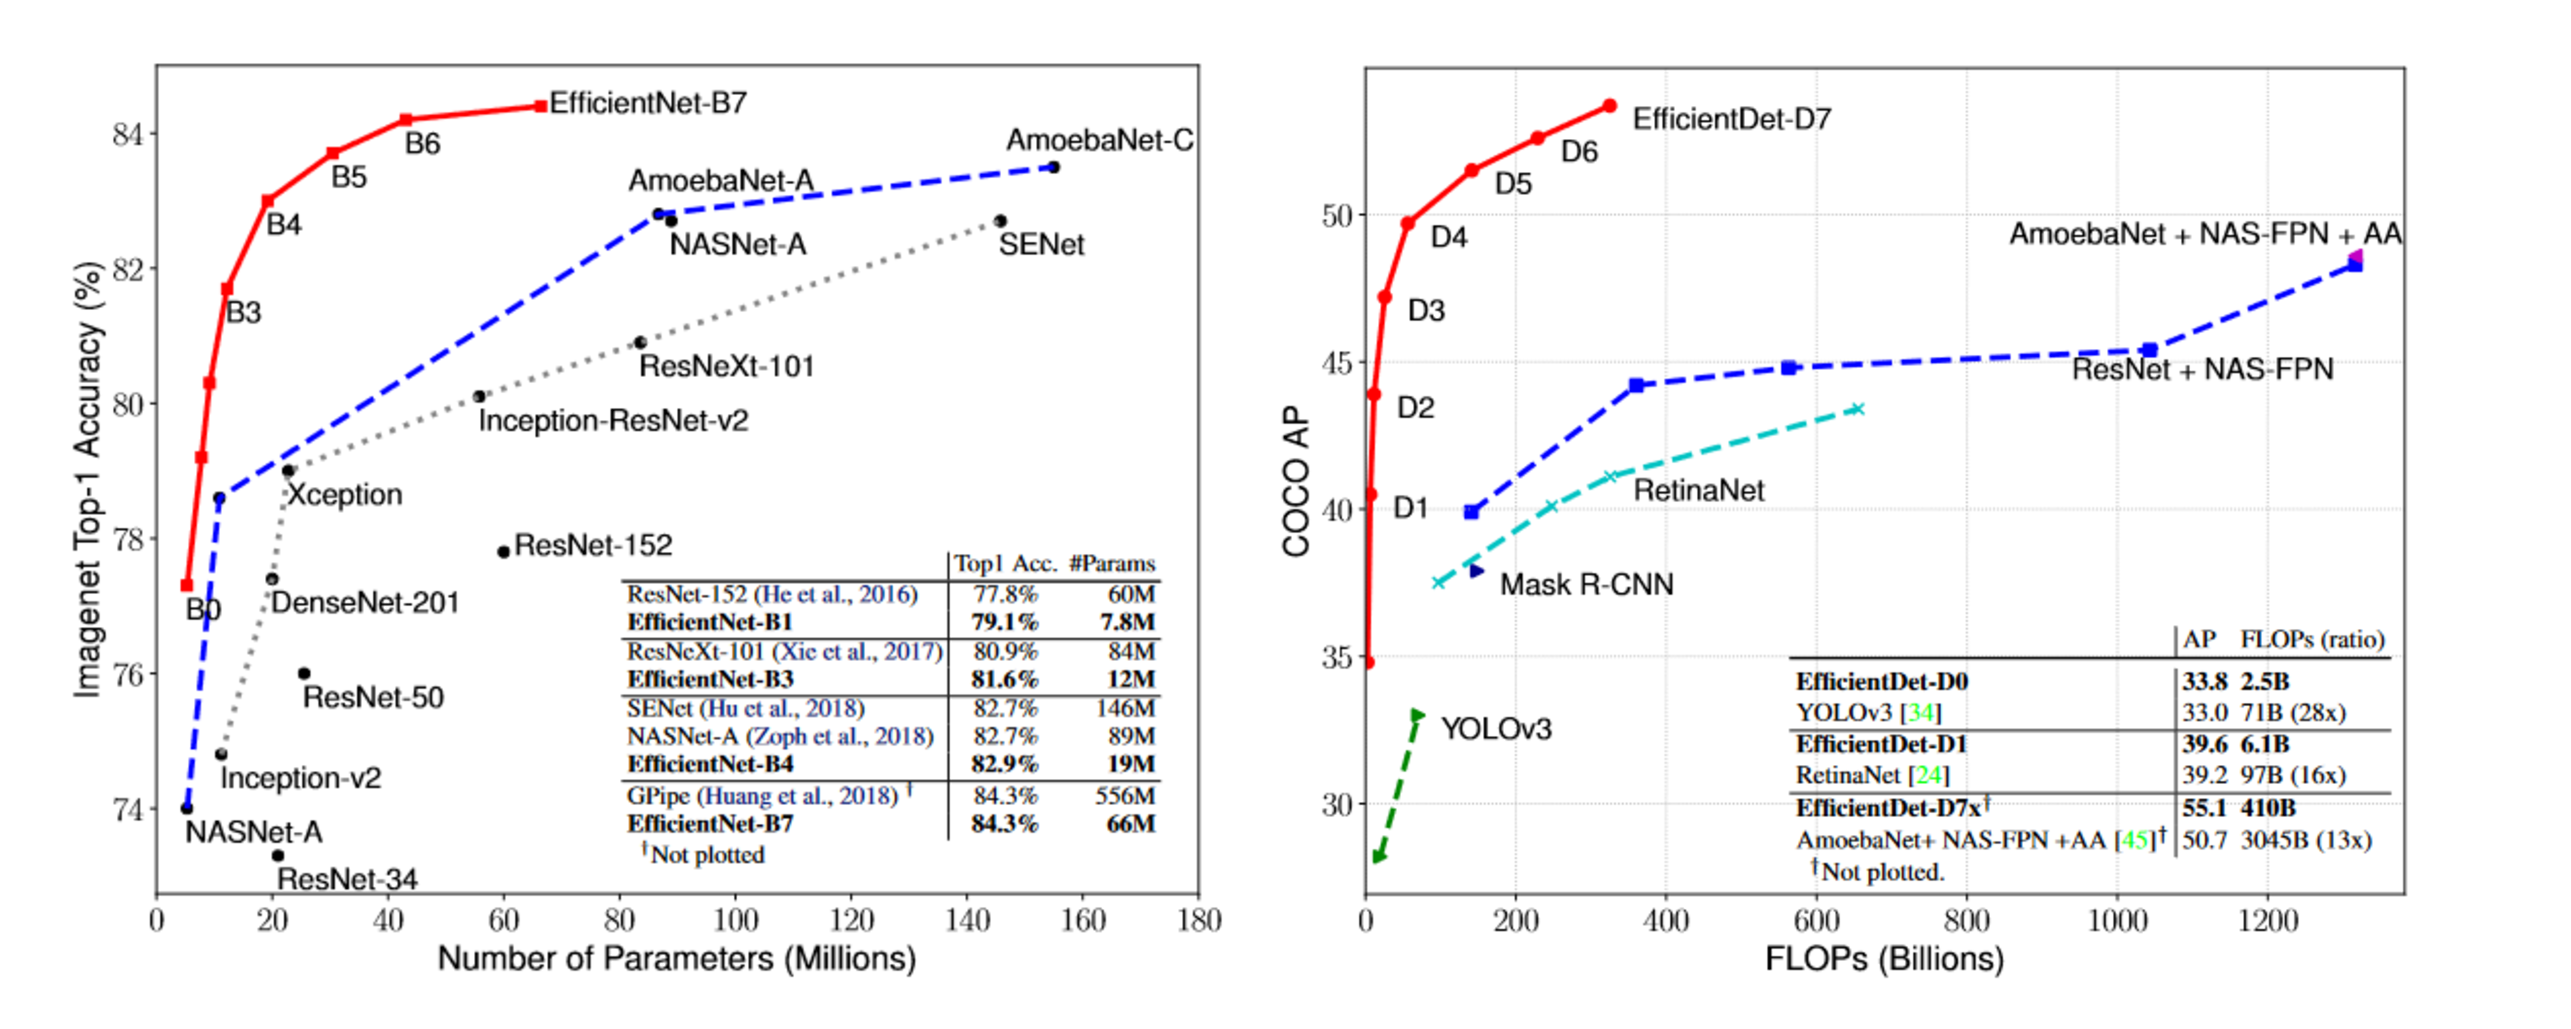 EfficientNet-B7
84
B6
AmoebaNet-C
B5
AmoebaNet-A
B4
NASNet-A
SENet
82
B3
ResNeXt-101
80
Inception-ResNet-v2
Xception
78
ResNet-152
B0
DenseNet-201
76
ResNet-50
Inception-v2
74
NASNet-A
ResNet-34
Imagenet Top-1 Accuracy (%)
Top1 Acc. #Params
ResNet-152 (He et al., 2016) 77.8% 60M
EfficientNet-B1 79.1% 7.8M
ResNeXt-101 (Xie et al., 2017) 80.9% 84M
EfficientNet-B3 81.6% 12M
SENet (Hu et al., 2018) 82.7% 146M
NASNet-A (Zoph et al., 2018) 82.7% 89M
EfficientNet-B4 82.9% 19M
GPipe (Huang et al., 2018) † 84.3% 556M
EfficientNet-B7 84.3% 66M
†Not plotted
0 20 40 60 80 100 120 140 160 180
Number of Parameters (Millions)
EfficientDet-D7
D6
D5
50
D4
AmoebaNet + NAS-FPN + AA
D3
45
ResNet + NAS-FPN
D2
RetinaNet
40
D1
Mask R-CNN
35
YOLOv3
30
COCO AP
AP FLOPs (ratio)
EfficientDet-D0 33.8 2.5B
YOLOv3 [34] 33.0 71B (28x)
EfficientDet-D1 39.6 6.1B
RetinaNet [24] 39.2 97B (16x)
EfficientDet-D7x† 55.1 410B
AmoebaNet+ NAS-FPN +AA [45]† 50.7 3045B (13x)
†Not plotted.
0 200 400 600 800 1000 1200
FLOPs (Billions)